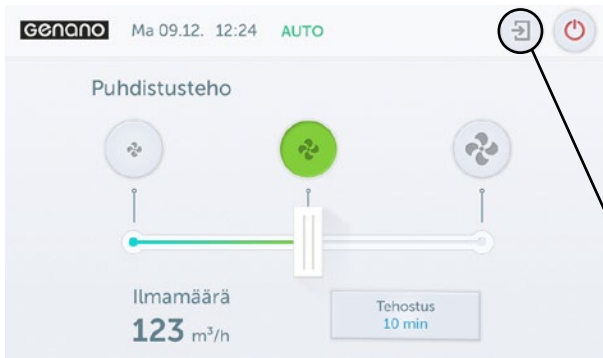 Genano Ma 09.12. 12:24 AUTO
Puhdistusteho
Ilmamäärä
123 m³/h
Tehostus
10 min